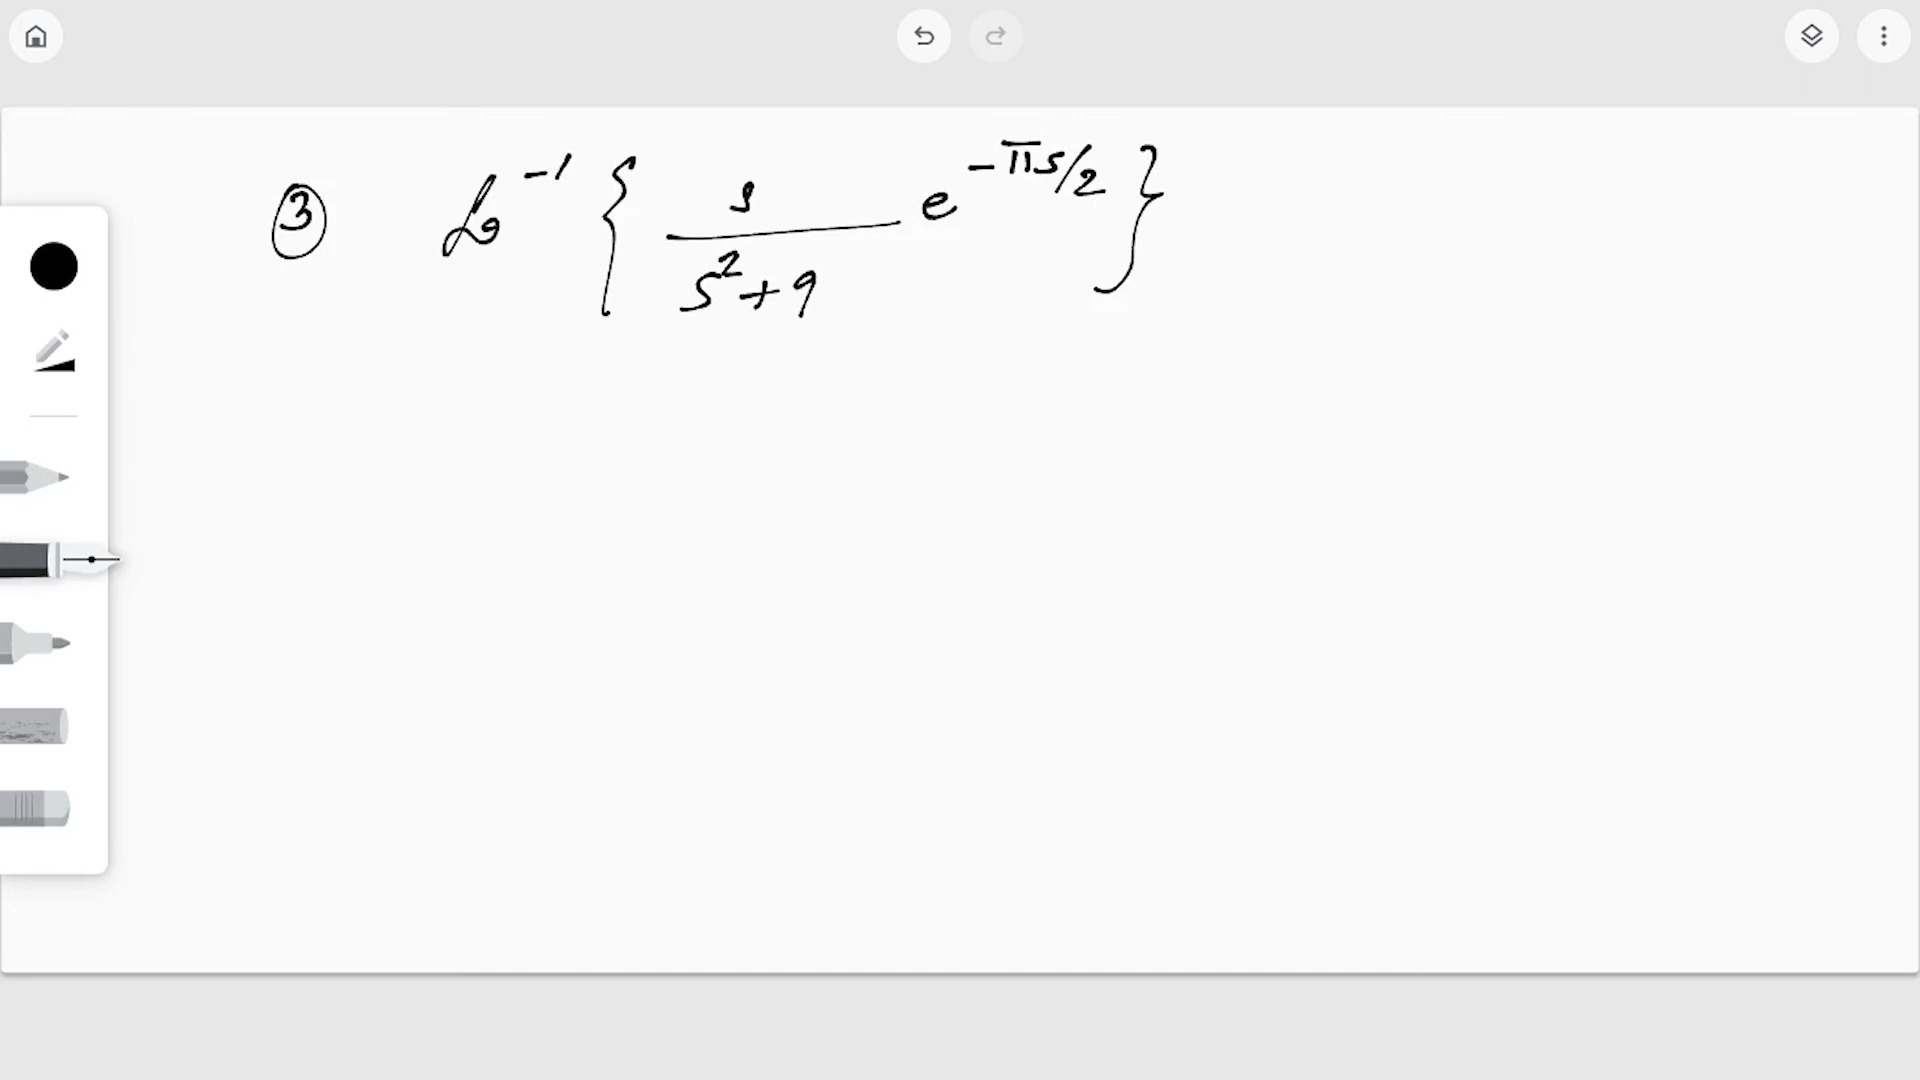 ③ ℒ⁻¹ { s/(s²+9) e^(-πs/2) }